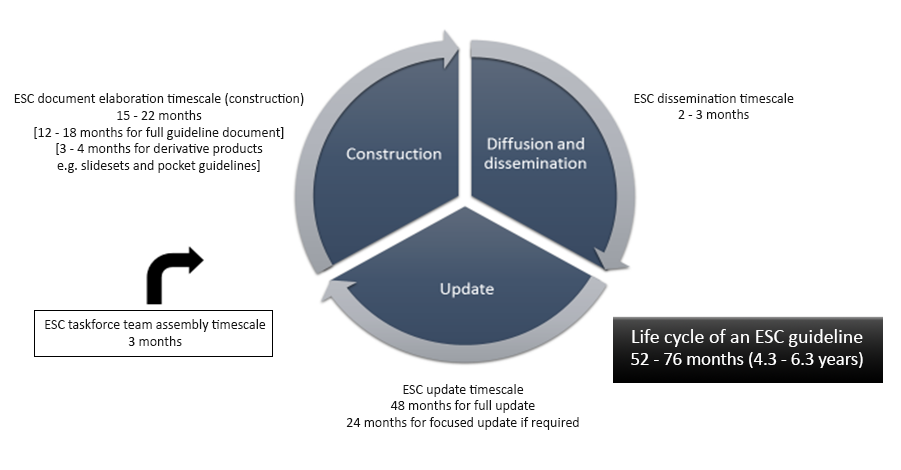 ESC document elaboration timescale (construction)
15 - 22 months
[12 - 18 months for full guideline document]
[3 - 4 months for derivative products
e.g. slidesets and pocket guidelines]
Construction
Diffusion and
dissemination
ESC dissemination timescale
2 - 3 months
Update
ESC taskforce team assembly timescale
3 months
Life cycle of an ESC guideline
52 - 76 months (4.3 - 6.3 years)
ESC update timescale
48 months for full update
24 months for focused update if required